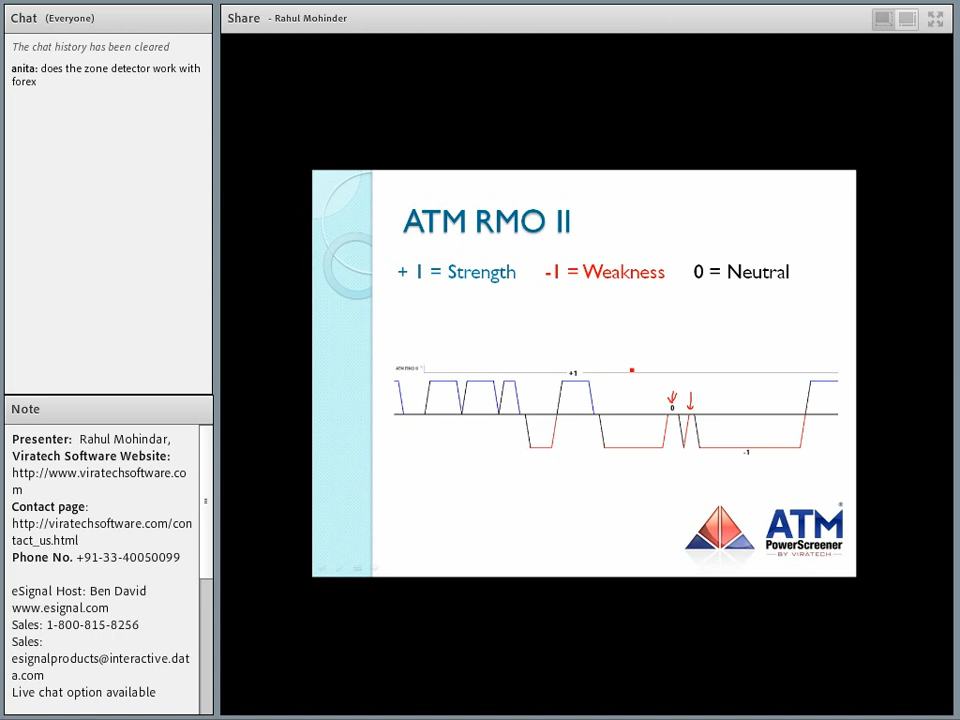 Chat (Everyone)
The chat history has been cleared
anita: does the zone detector work with
forex
Note
Presenter: Rahul Mohindar,
Viratech Software Website:
http://www.viratechsoftware.co
m
Contact page:
http://viratechsoftware.com/con
tact_us.html
Phone No. +91-33-40050099
eSignal Host: Ben David
www.esignal.com
Sales: 1-800-815-8256
Sales:
esignalproducts@interactive.dat
a.com
Live chat option available
Share - Rahul Mohinder
ATM RMO II
+ 1 = Strength -1 = Weakness 0 = Neutral
ATM RMO II
+1
0
-1
ATM
PowerScreener
BY VIRATECH